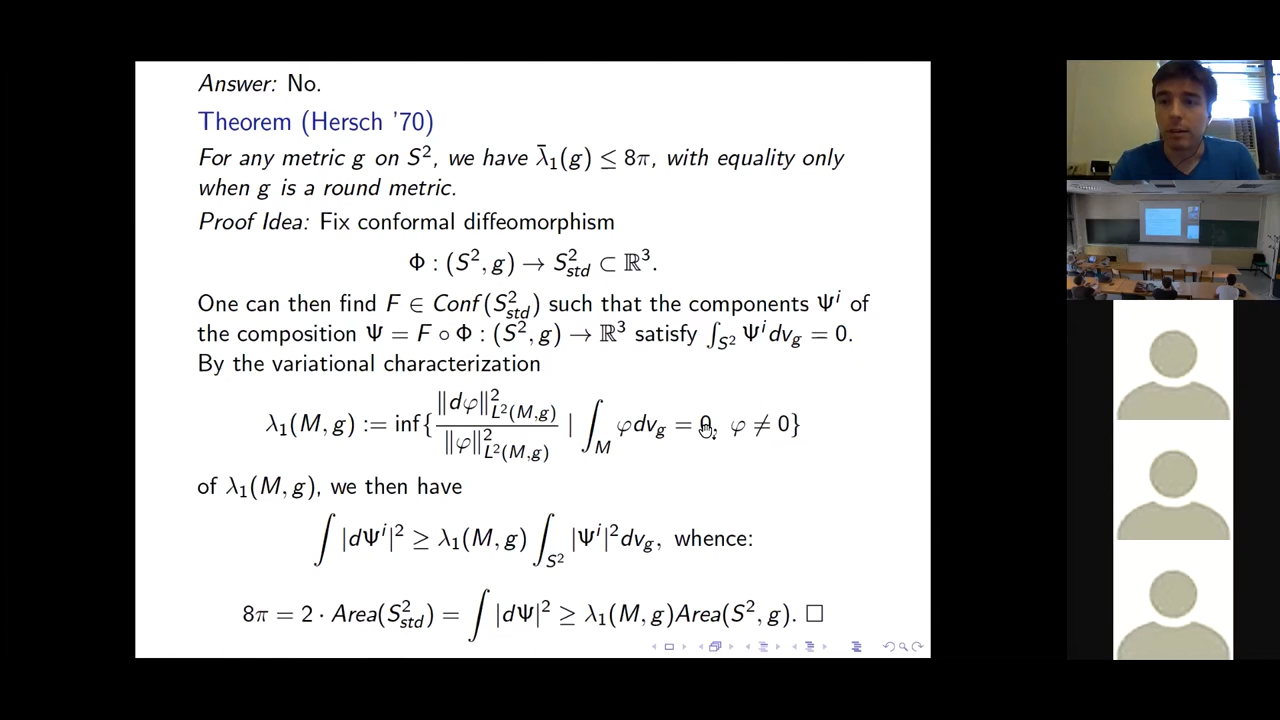 Answer: No.
Theorem (Hersch '70)
For any metric g on S², we have λ̄₁(g) ≤ 8π, with equality only
when g is a round metric.
Proof Idea: Fix conformal diffeomorphism
Φ : (S², g) → S²_std ⊂ ℝ³.
One can then find F ∈ Conf(S²_std) such that the components Ψⁱ of
the composition Ψ = F ∘ Φ : (S², g) → ℝ³ satisfy ∫_{S²} Ψⁱ dv_g = 0.
By the variational characterization
λ₁(M, g) := inf{ ‖dφ‖²_{L²(M,g)} / ‖φ‖²_{L²(M,g)} | ∫_M φ dv_g = 0, φ ≠ 0}
of λ₁(M, g), we then have
∫ |dΨⁱ|² ≥ λ₁(M, g) ∫_{S²} |Ψⁱ|² dv_g, whence:
8π = 2 · Area(S²_std) = ∫ |dΨ|² ≥ λ₁(M, g)Area(S², g). □